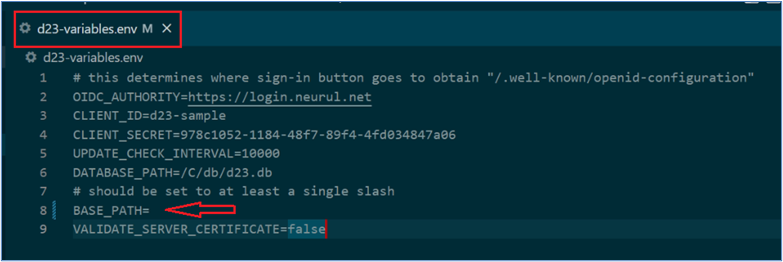 d23-variables.env M
d23-variables.env
1 # this determines where sign-in button goes to obtain "/.well-known/openid-configuration"
2 OIDC_AUTHORITY=https://login.neurul.net
3 CLIENT_ID=d23-sample
4 CLIENT_SECRET=978c1052-1184-48f7-89f4-4fd034847a06
5 UPDATE_CHECK_INTERVAL=10000
6 DATABASE_PATH=/C/db/d23.db
7 # should be set to at least a single slash
8 BASE_PATH=
9 VALIDATE_SERVER_CERTIFICATE=false